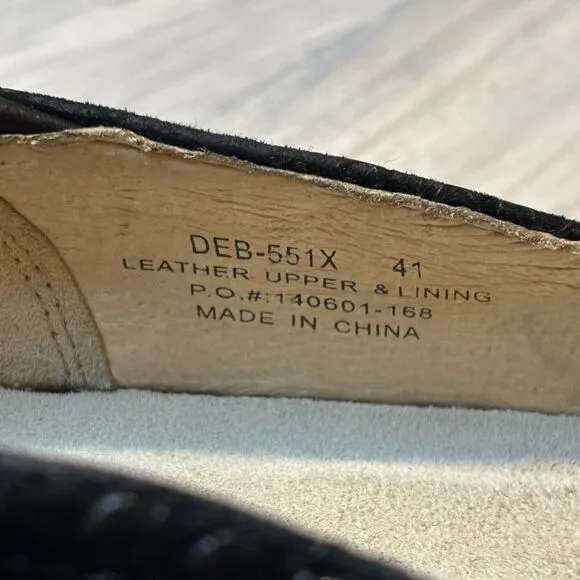 DEB-551X 41
LEATHER UPPER & LINING
P.O.#:140601-168
MADE IN CHINA